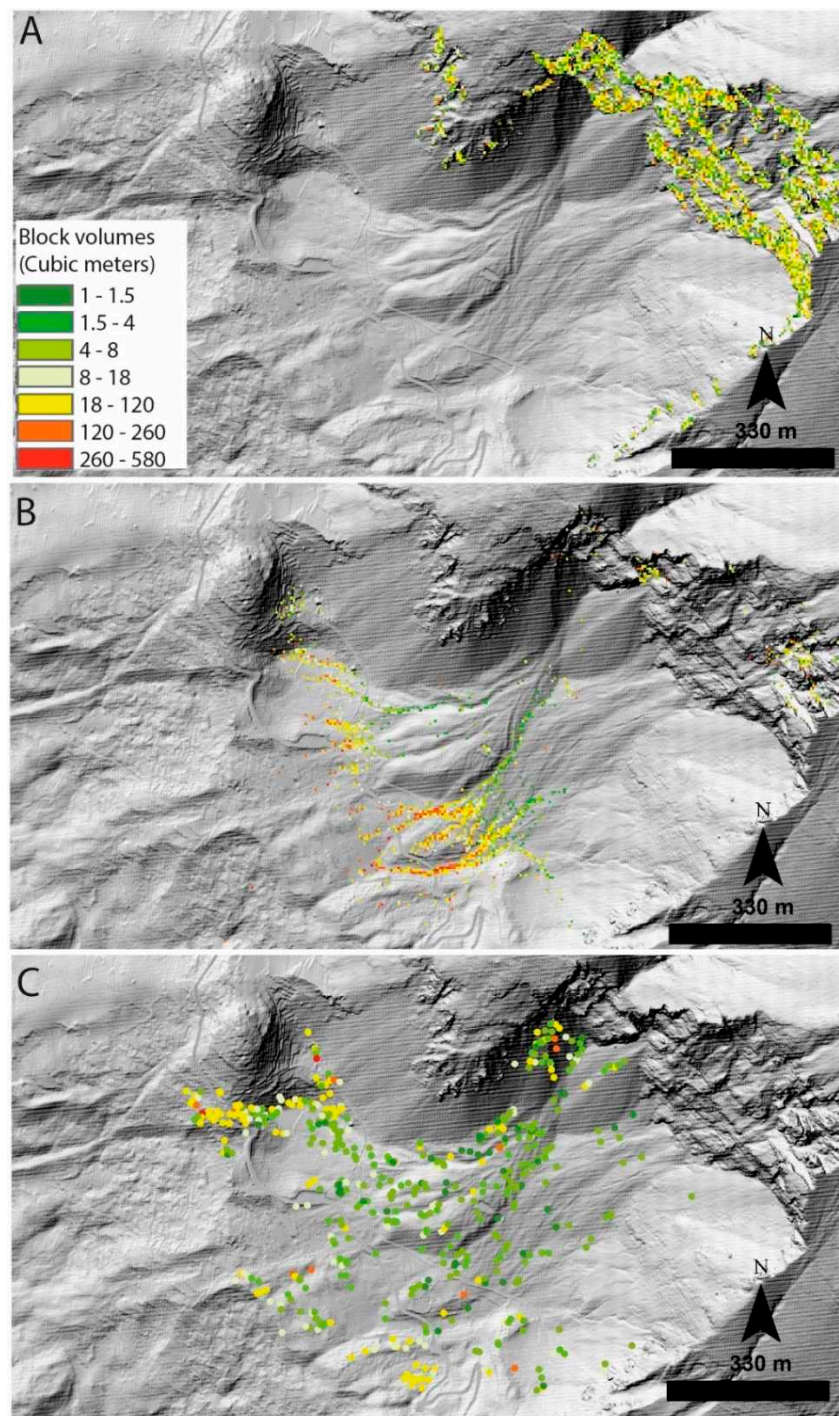 A
Block volumes
(Cubic meters)
1 - 1.5
1.5 - 4
4 - 8
8 - 18
18 - 120
120 - 260
260 - 580
N
330 m
B
N
330 m
C
N
330 m